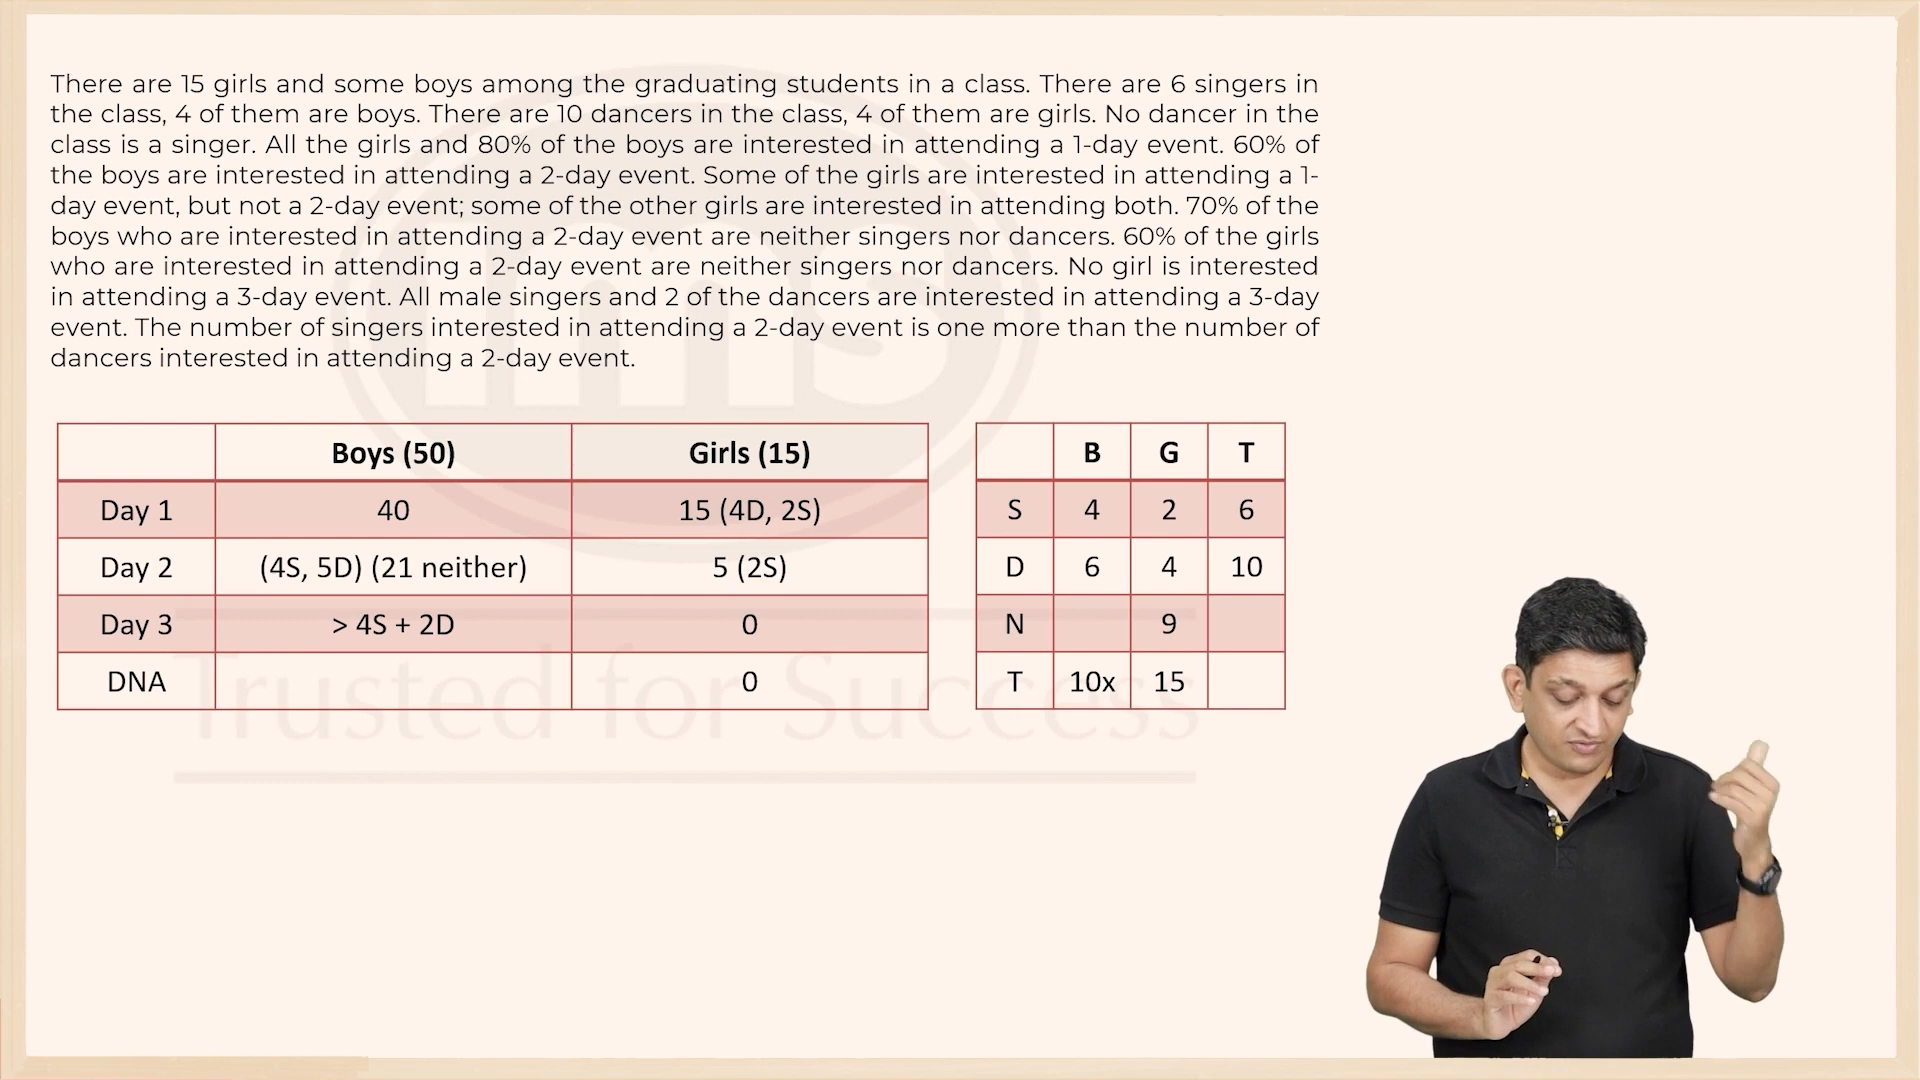 There are 15 girls and some boys among the graduating students in a class. There are 6 singers in
the class, 4 of them are boys. There are 10 dancers in the class, 4 of them are girls. No dancer in the
class is a singer. All the girls and 80% of the boys are interested in attending a 1-day event. 60% of
the boys are interested in attending a 2-day event. Some of the girls are interested in attending a 1-
day event, but not a 2-day event; some of the other girls are interested in attending both. 70% of the
boys who are interested in attending a 2-day event are neither singers nor dancers. 60% of the girls
who are interested in attending a 2-day event are neither singers nor dancers. No girl is interested
in attending a 3-day event. All male singers and 2 of the dancers are interested in attending a 3-day
event. The number of singers interested in attending a 2-day event is one more than the number of
dancers interested in attending a 2-day event.
Boys (50) Girls (15)
Day 1 40 15 (4D, 2S)
Day 2 (4S, 5D) (21 neither) 5 (2S)
Day 3 > 4S + 2D 0
DNA 0
B G T
S 4 2 6
D 6 4 10
N 9
T 10x 15
ims
Trusted for Success